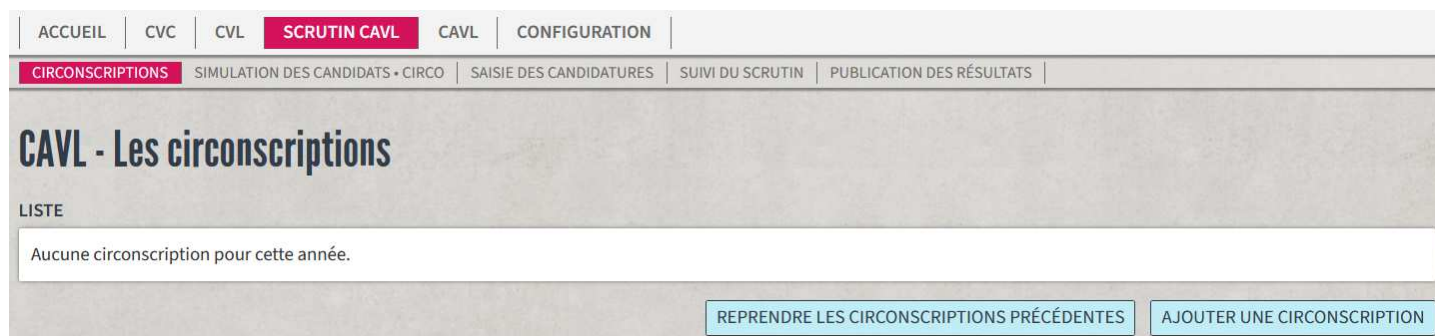 ACCUEIL CVC CVL SCRUTIN CAVL CAVL CONFIGURATION
CIRCONSCRIPTIONS SIMULATION DES CANDIDATS • CIRCO SAISIE DES CANDIDATURES SUIVI DU SCRUTIN PUBLICATION DES RÉSULTATS
CAVL - Les circonscriptions
LISTE
Aucune circonscription pour cette année.
REPRENDRE LES CIRCONSCRIPTIONS PRÉCÉDENTES AJOUTER UNE CIRCONSCRIPTION